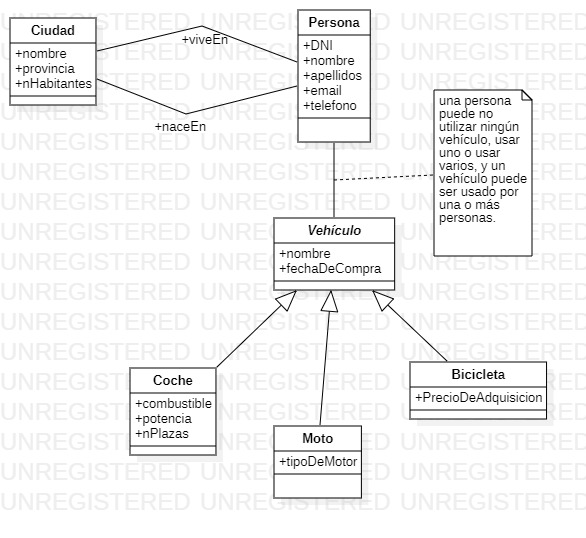 Ciudad
+nombre
+provincia
+nHabitantes
+viveEn
+naceEn
Persona
+DNI
+nombre
+apellidos
+email
+telefono
una persona
puede no
utilizar ningún
vehículo, usar
uno o usar
varios, y un
vehículo puede
ser usado por
una o más
personas.
Vehículo
+nombre
+fechaDeCompra
Coche
+combustible
+potencia
+nPlazas
Moto
+tipoDeMotor
Bicicleta
+PrecioDeAdquisicion
UNREGISTERED